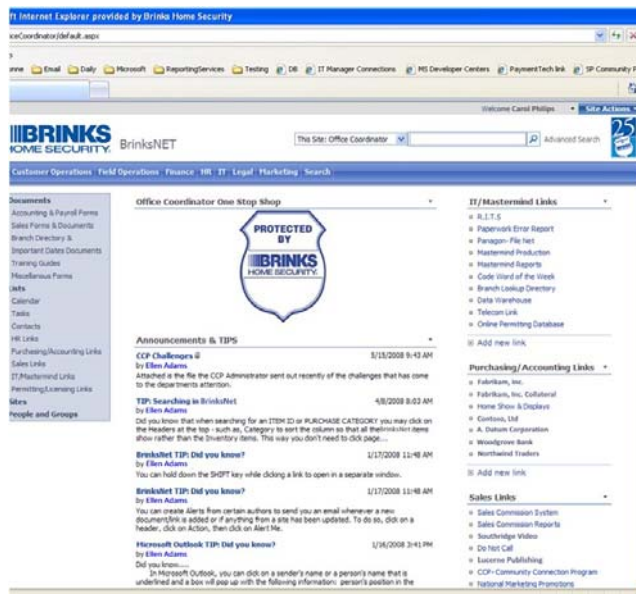 ft Internet Explorer provided by Brinks Home Security
ceCoordinator/default.aspx
Email Daily Microsoft ReportingServices Testing DB IT Manager Connections MS Developer Centers PaymentTech link SP Community P
Welcome Carol Philips Site Actions
BRINKS
HOME SECURITY.
BrinksNET
This Site: Office Coordinator
Advanced Search
25
Customer Operations Field Operations Finance HR IT Legal Marketing Search
Documents
Accounting & Payroll Forms
Sales Forms & Documents
Branch Directory &
Important Dates Documents
Training Guides
Miscellanous Forms
Lists
Calendar
Tasks
Contacts
HR Links
Purchasing/Accounting Links
Sales Links
IT/Mastermind Links
Permitting/Licensing Links
Sites
People and Groups
Office Coordinator One Stop Shop
PROTECTED
BY
BRINKS
HOME SECURITY.
Announcements & TIPS
CCP Challenges 5/15/2008 9:43 AM
by Ellen Adams
Attached is the file the CCP Administrator sent out recently of the challenges that has come
to the departments attention.
TIP: Searching in BrinksNet 4/8/2008 8:03 AM
by Ellen Adams
Did you know that when searching for an ITEM ID or PURCHASE CATEGORY you may click on
the Headers at the top - such as, Category to sort the column so that all the BrinksNet items
show rather than the Inventory items. This way you don't need to click page....
BrinksNet TIP: Did you know? 1/17/2008 11:48 AM
by Ellen Adams
You can hold down the SHIFT key while clicking a link to open in a separate window.
BrinksNet TIP: Did you know? 1/17/2008 11:48 AM
by Ellen Adams
You can create Alerts from certain authors to send you an email whenever a new
document/link is added or if anything from a site has been updated. To do so, click on a
header, click on Action, then click on Alert Me.
Microsoft Outlook TIP: Did you know? 1/16/2008 3:41 PM
by Ellen Adams
Did you know....
In Microsoft Outlook, you can click on a sender's name or a person's name that is
underlined and a box will pop up with the following information: person's position in the
IT/Mastermind Links
R.I.T.S
Paperwork Error Report
Panagon- File Net
Mastermind Production
Mastermind Reports
Code Word of the Week
Branch Lookup Directory
Data Warehouse
Telecom Link
Online Permitting Database
Add new link
Purchasing/Accounting Links
Fabrikam, Inc.
Fabrikam, Inc. Collateral
Home Show & Displays
Contoso, Ltd
A. Datum Corporation
Woodgrove Bank
Northwind Traders
Add new link
Sales Links
Sales Commission System
Sales Commission Reports
Southridge Video
Do Not Call
Lucerne Publishing
CCP- Community Connection Program
National Marketing Promotions